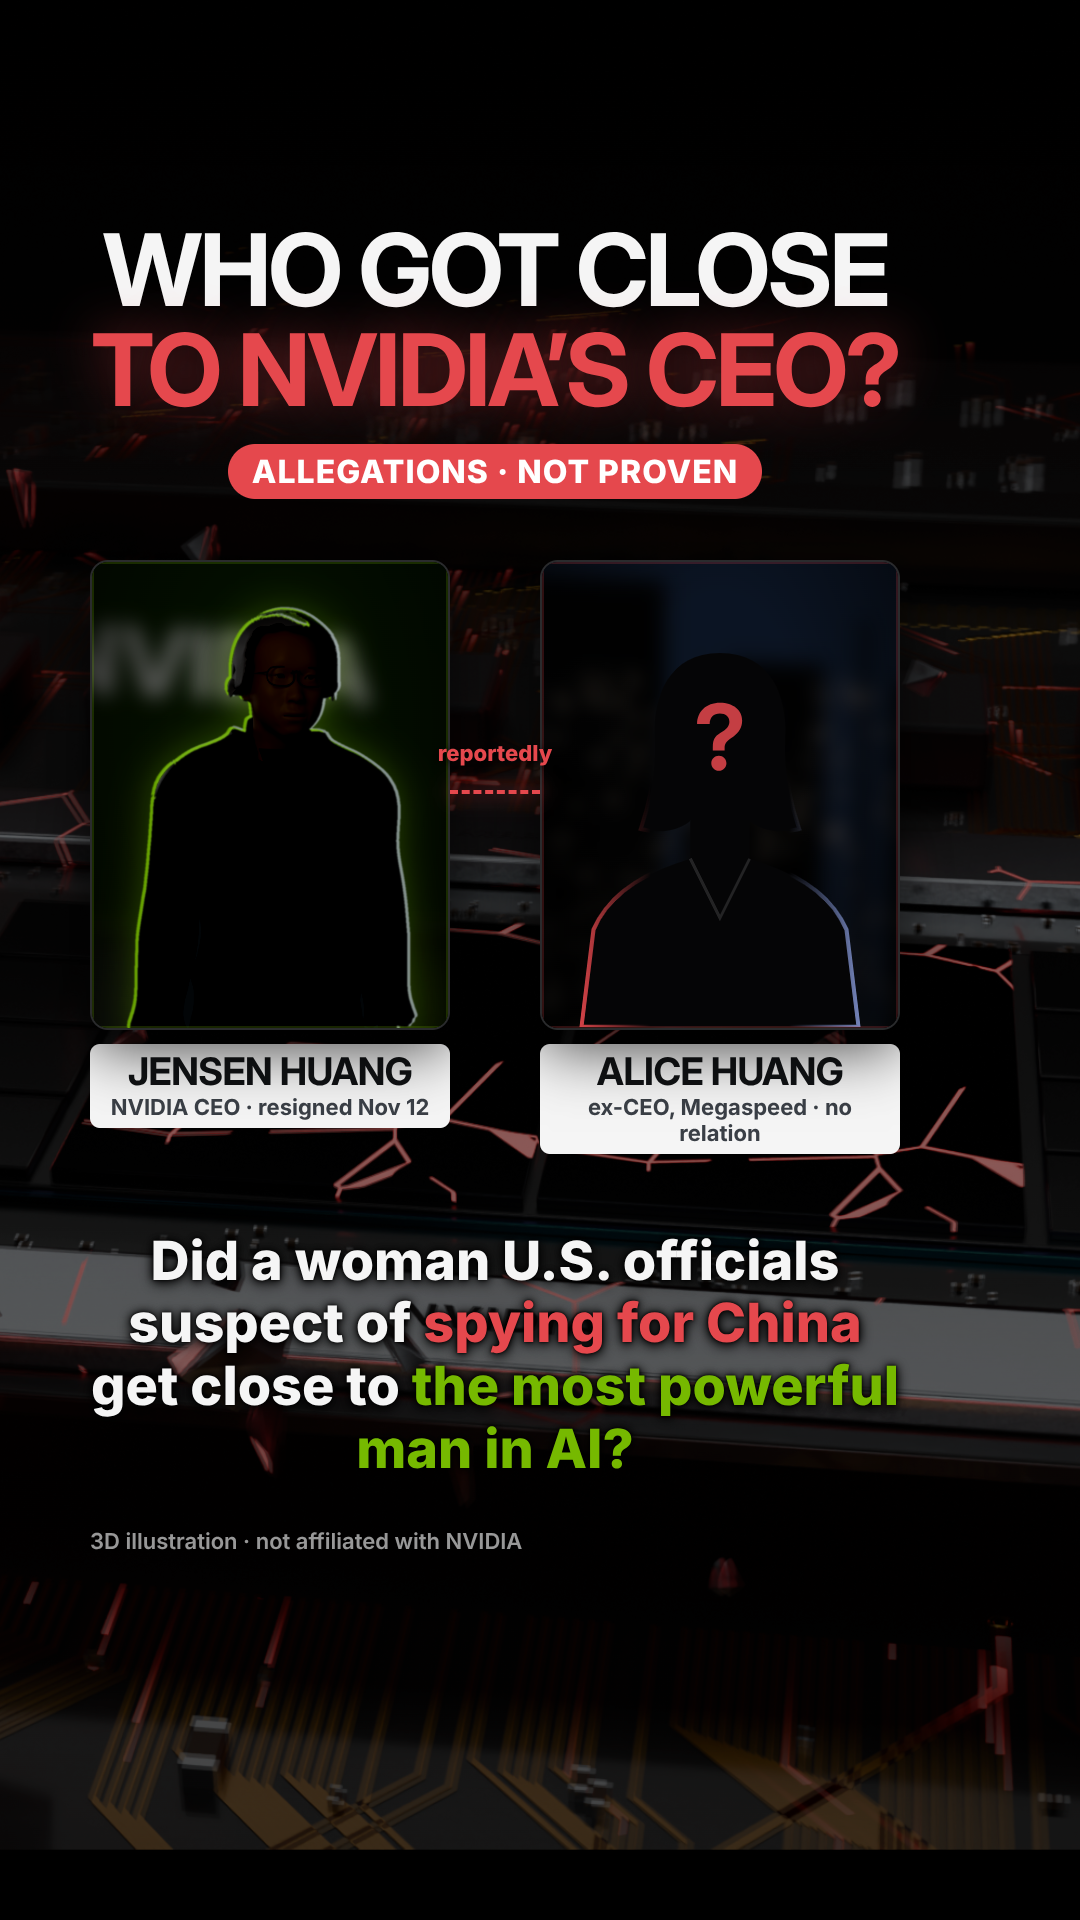 WHO GOT CLOSE
TO NVIDIA'S CEO?
ALLEGATIONS · NOT PROVEN
reportedly
?
JENSEN HUANG
NVIDIA CEO · resigned Nov 12
ALICE HUANG
ex-CEO, Megaspeed · no
relation
Did a woman U.S. officials
suspect of spying for China
get close to the most powerful
man in AI?
3D illustration · not affiliated with NVIDIA